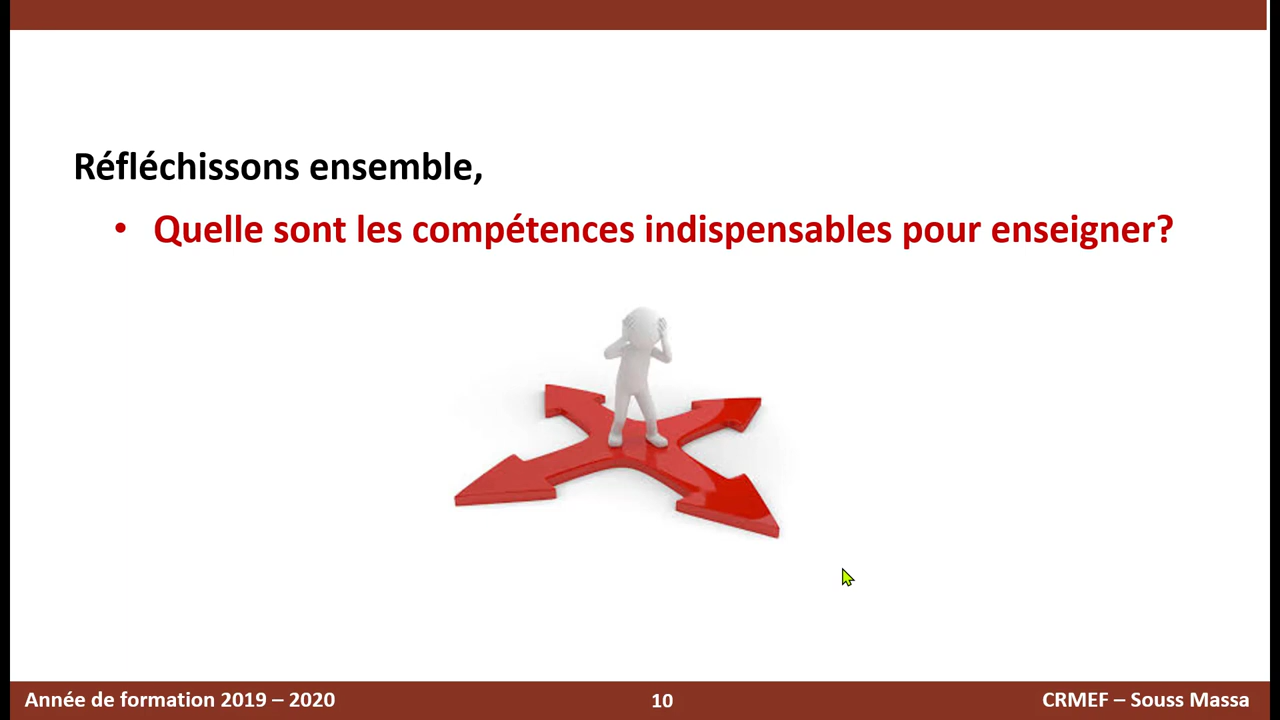 Réfléchissons ensemble,
• Quelle sont les compétences indispensables pour enseigner?
Année de formation 2019 – 2020
10
CRMEF – Souss Massa